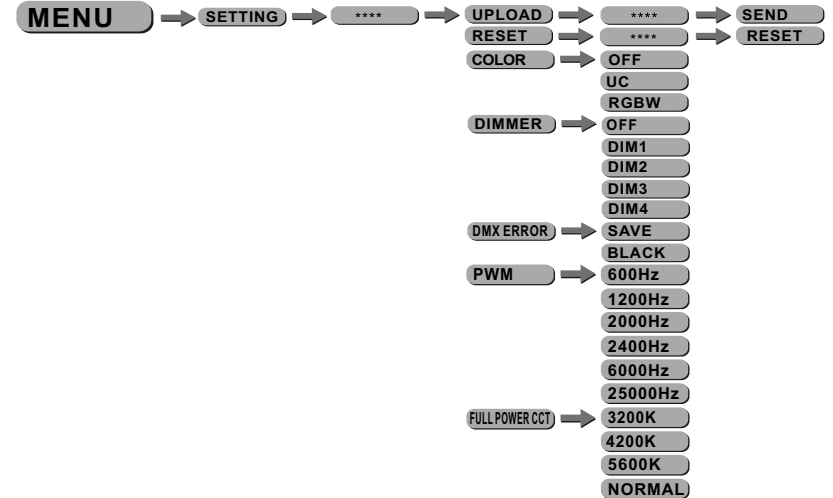 MENU SETTING **** UPLOAD **** SEND
RESET **** RESET
COLOR OFF
UC
RGBW
DIMMER OFF
DIM1
DIM2
DIM3
DIM4
DMX ERROR SAVE
BLACK
PWM 600Hz
1200Hz
2000Hz
2400Hz
6000Hz
25000Hz
FULL POWER CCT 3200K
4200K
5600K
NORMAL